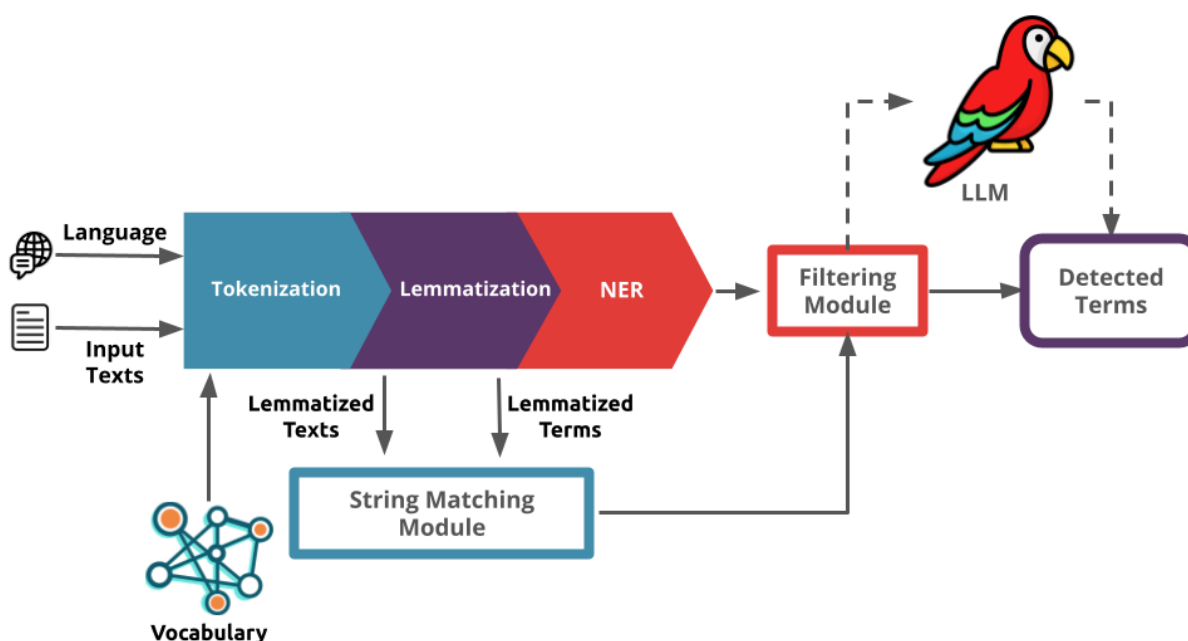 LLM
Language
Tokenization
Lemmatization
NER
Filtering
Module
Detected
Terms
Input
Texts
Lemmatized
Texts
Lemmatized
Terms
String Matching
Module
Vocabulary